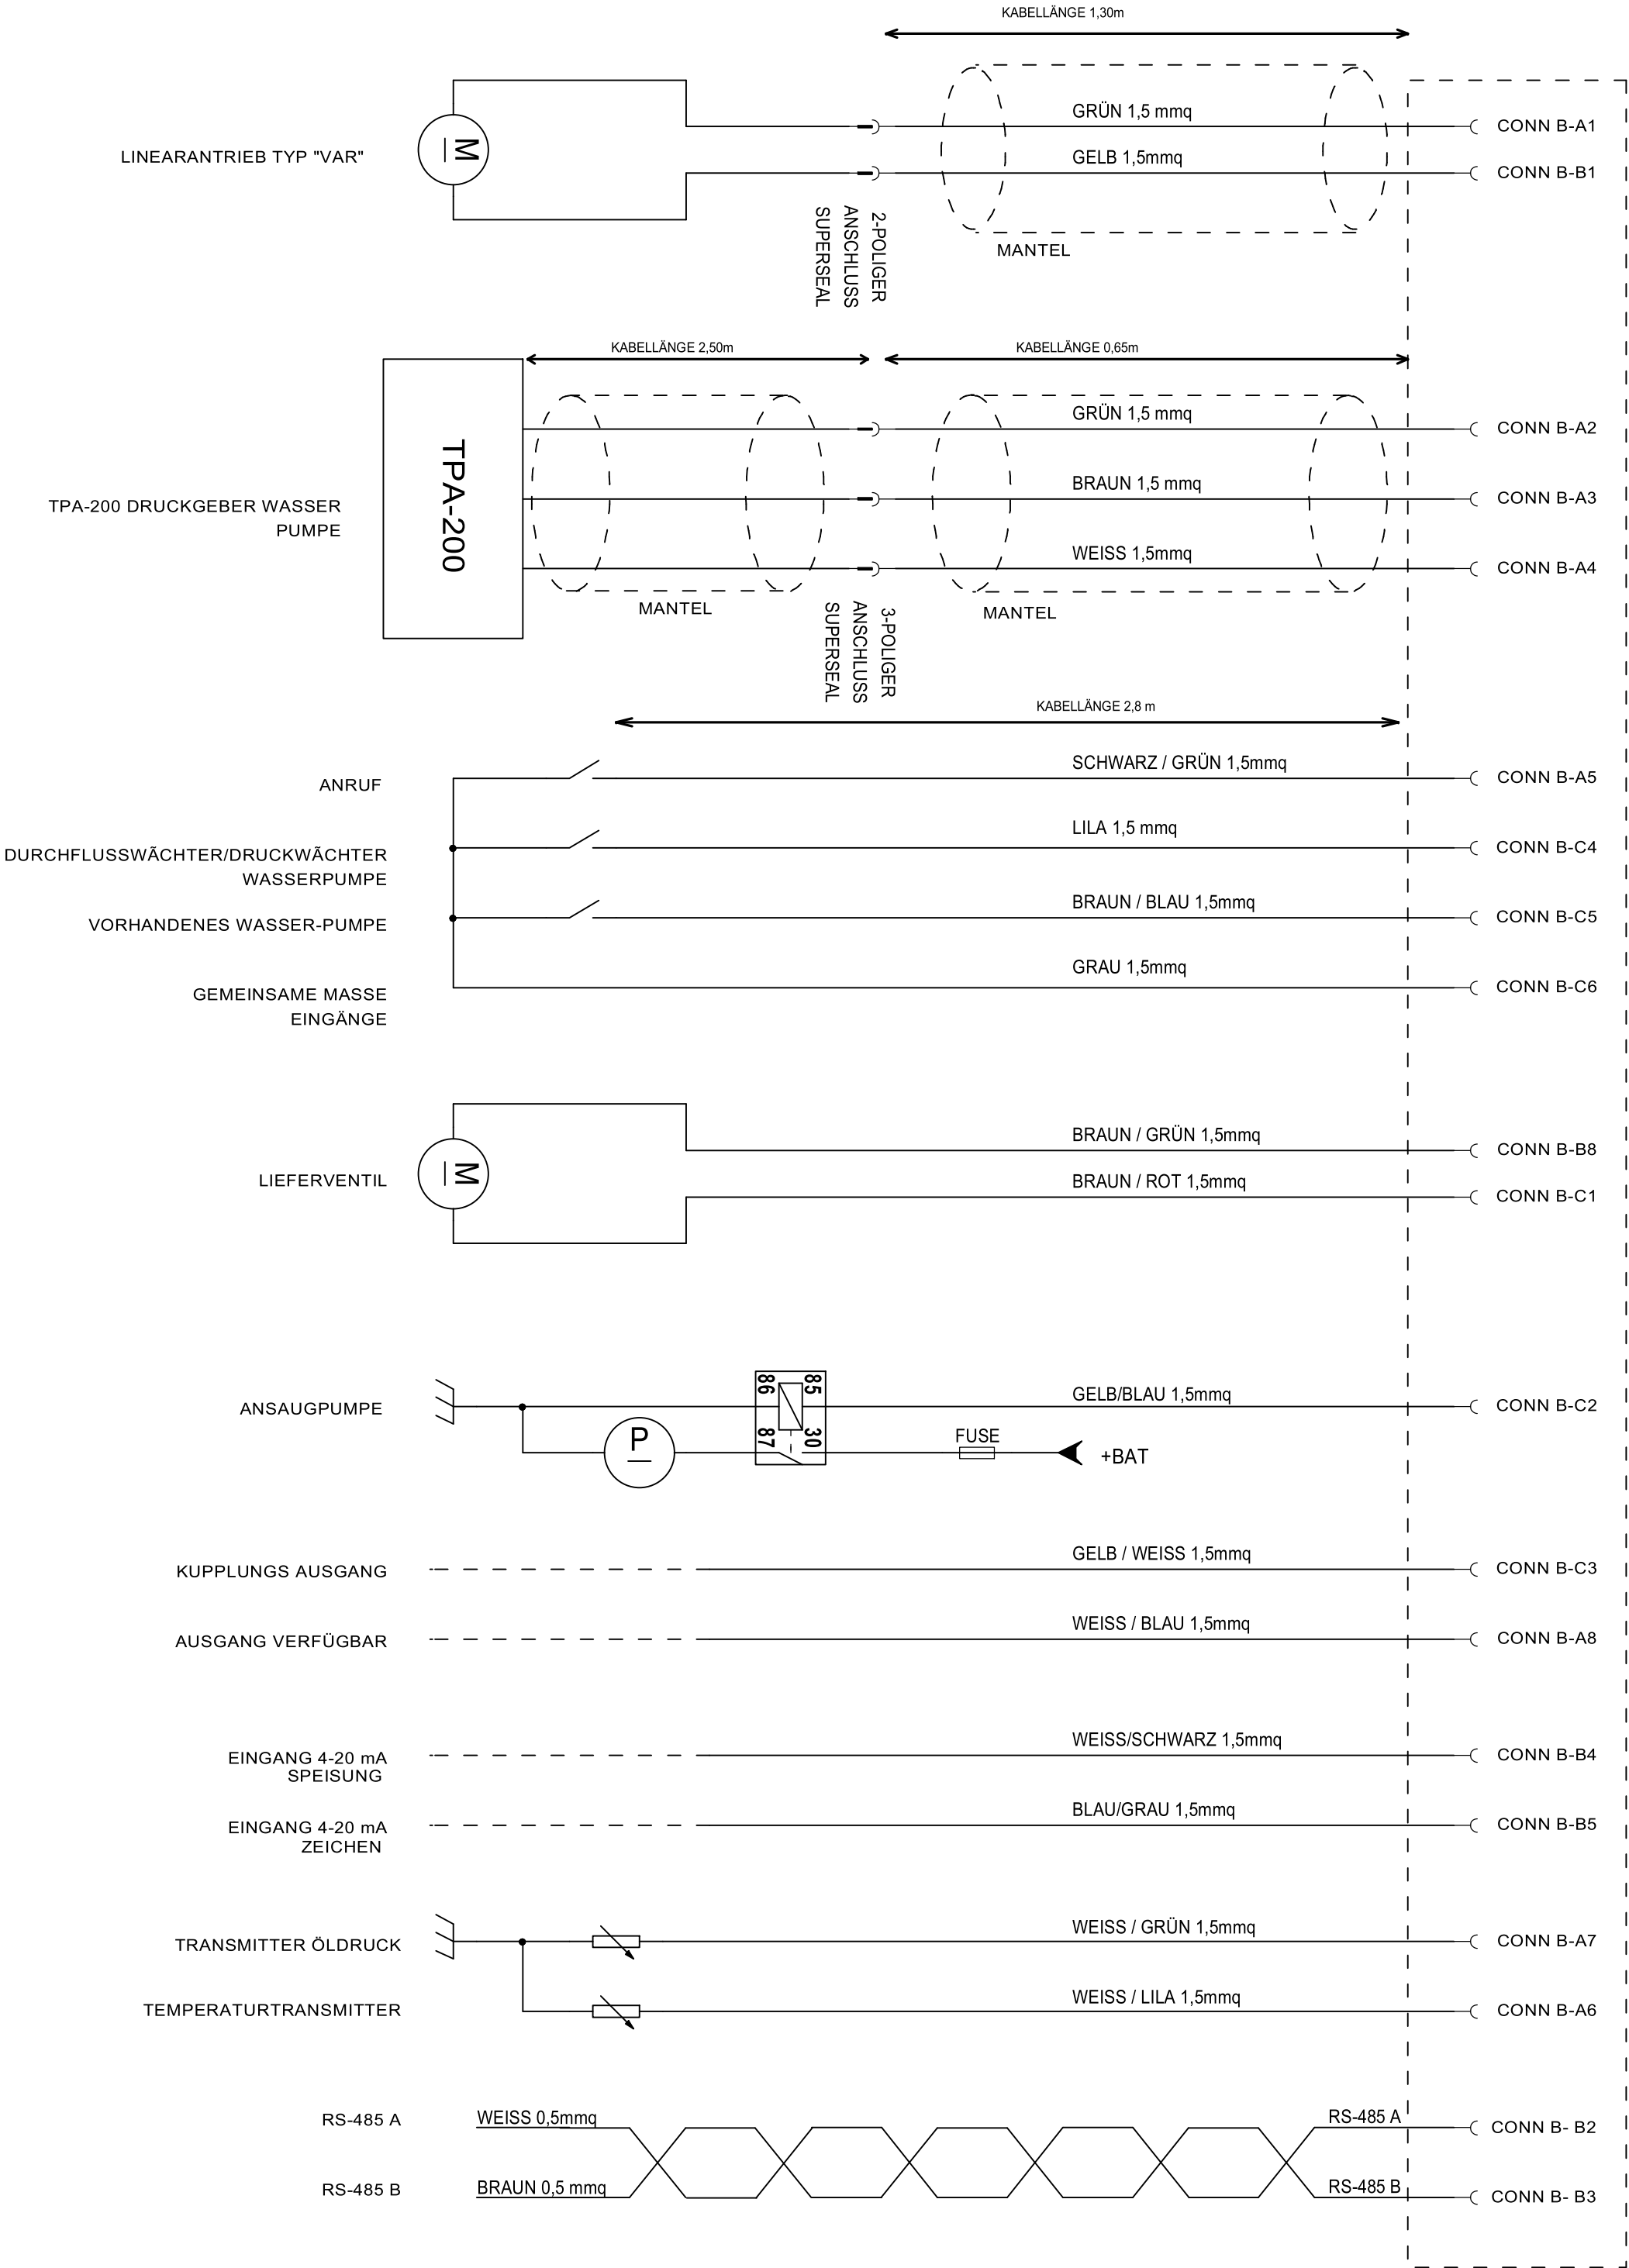 KABELLÄNGE 1,30m
GRÜN 1,5 mmq
CONN B-A1
LINEARANTRIEB TYP "VAR"
M
GELB 1,5mmq
CONN B-B1
2-POLIGER
ANSCHLUSS
SUPERSEAL
MANTEL
KABELLÄNGE 2,50m
KABELLÄNGE 0,65m
GRÜN 1,5 mmq
CONN B-A2
TPA-200
TPA-200 DRUCKGEBER WASSER
PUMPE
BRAUN 1,5 mmq
CONN B-A3
WEISS 1,5mmq
CONN B-A4
MANTEL
3-POLIGER
ANSCHLUSS
SUPERSEAL
MANTEL
KABELLÄNGE 2,8 m
ANRUF
SCHWARZ / GRÜN 1,5mmq
CONN B-A5
DURCHFLUSSWÃCHTER/DRUCKWÃCHTER
WASSERPUMPE
LILA 1,5 mmq
CONN B-C4
VORHANDENES WASSER-PUMPE
BRAUN / BLAU 1,5mmq
CONN B-C5
GEMEINSAME MASSE
EINGÄNGE
GRAU 1,5mmq
CONN B-C6
BRAUN / GRÜN 1,5mmq
CONN B-B8
LIEFERVENTIL
M
BRAUN / ROT 1,5mmq
CONN B-C1
ANSAUGPUMPE
86
85
87
30
GELB/BLAU 1,5mmq
CONN B-C2
P
FUSE
+BAT
KUPPLUNGS AUSGANG
GELB / WEISS 1,5mmq
CONN B-C3
AUSGANG VERFÜGBAR
WEISS / BLAU 1,5mmq
CONN B-A8
EINGANG 4-20 mA
SPEISUNG
WEISS/SCHWARZ 1,5mmq
CONN B-B4
EINGANG 4-20 mA
ZEICHEN
BLAU/GRAU 1,5mmq
CONN B-B5
TRANSMITTER ÖLDRUCK
WEISS / GRÜN 1,5mmq
CONN B-A7
TEMPERATURTRANSMITTER
WEISS / LILA 1,5mmq
CONN B-A6
RS-485 A
WEISS 0,5mmq
RS-485 A
CONN B- B2
RS-485 B
BRAUN 0,5 mmq
RS-485 B
CONN B- B3